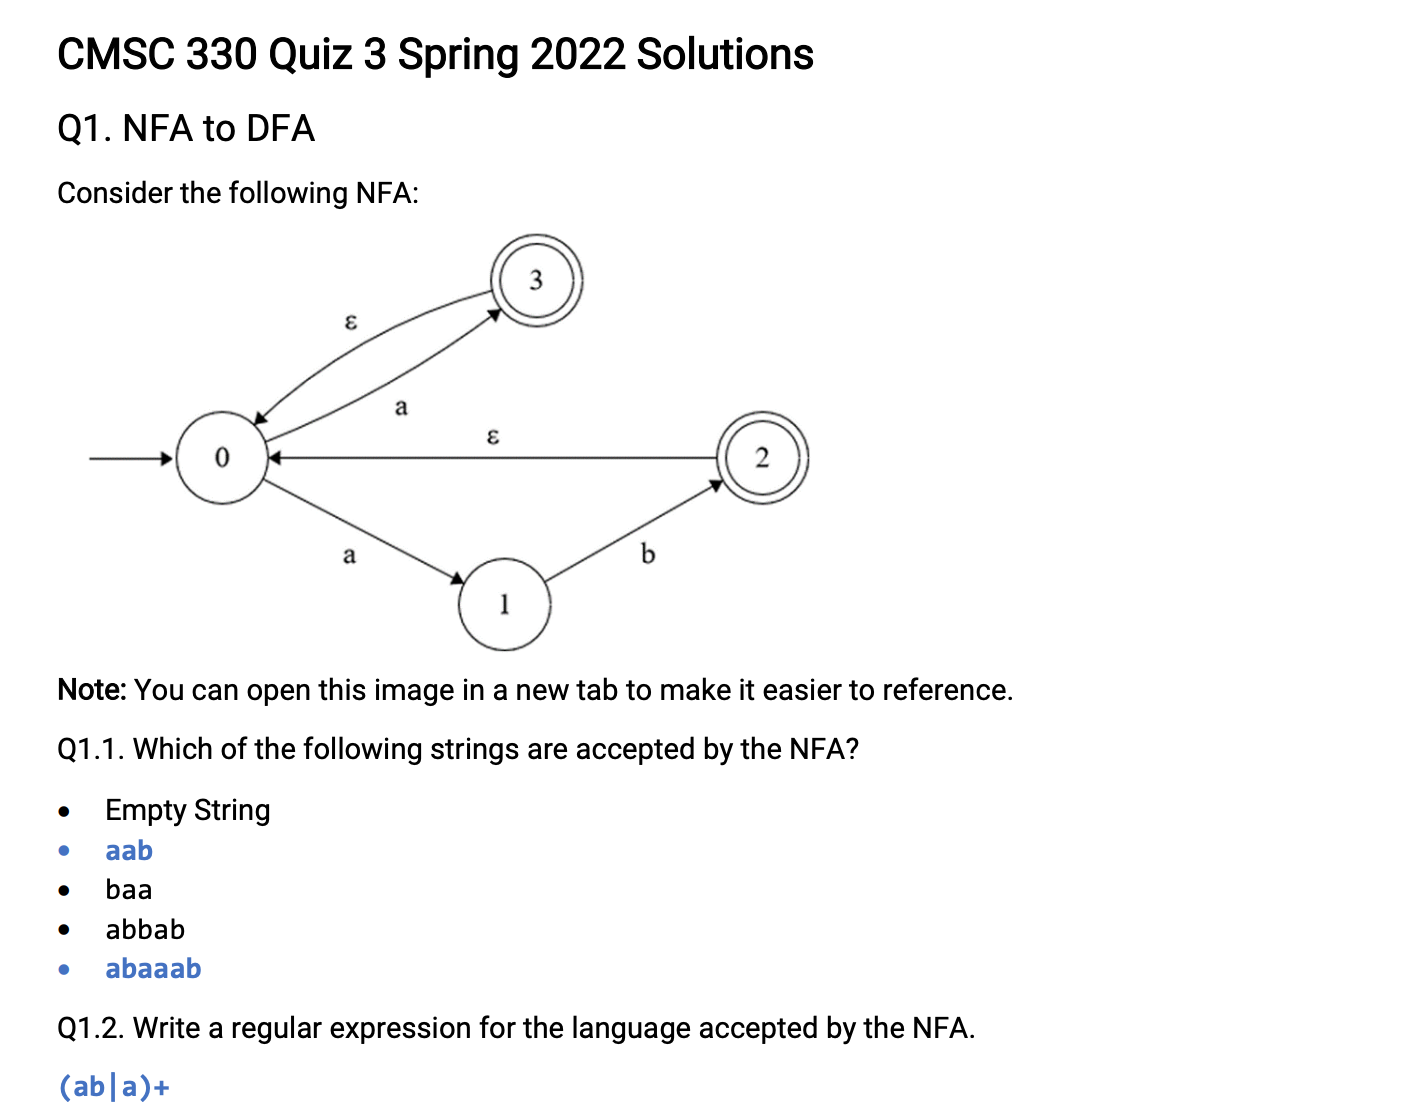 CMSC 330 Quiz 3 Spring 2022 Solutions
Q1. NFA to DFA
Consider the following NFA:
3
ε
a
ε
0
2
a
b
1
Note: You can open this image in a new tab to make it easier to reference.
Q1.1. Which of the following strings are accepted by the NFA?
• Empty String
• aab
• baa
• abbab
• abaaab
Q1.2. Write a regular expression for the language accepted by the NFA.
(ab|a)+